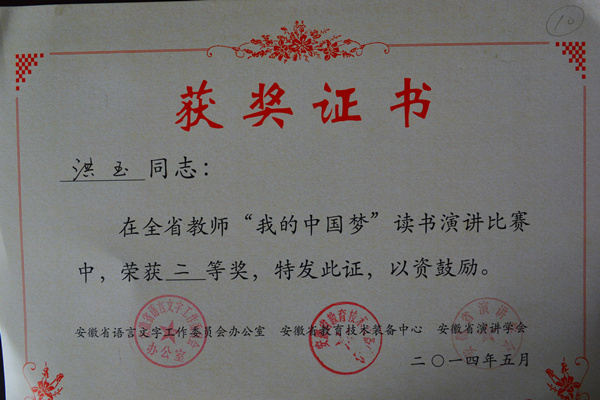 10
获奖证书
洪玉 同志：
在全省教师“我的中国梦”读书演讲比赛
中，荣获 二 等奖，特发此证，以资鼓励。
安徽省语言文字工作委员会办公室 安徽省教育技术装备中心 安徽省演讲学会
二〇一四年五月